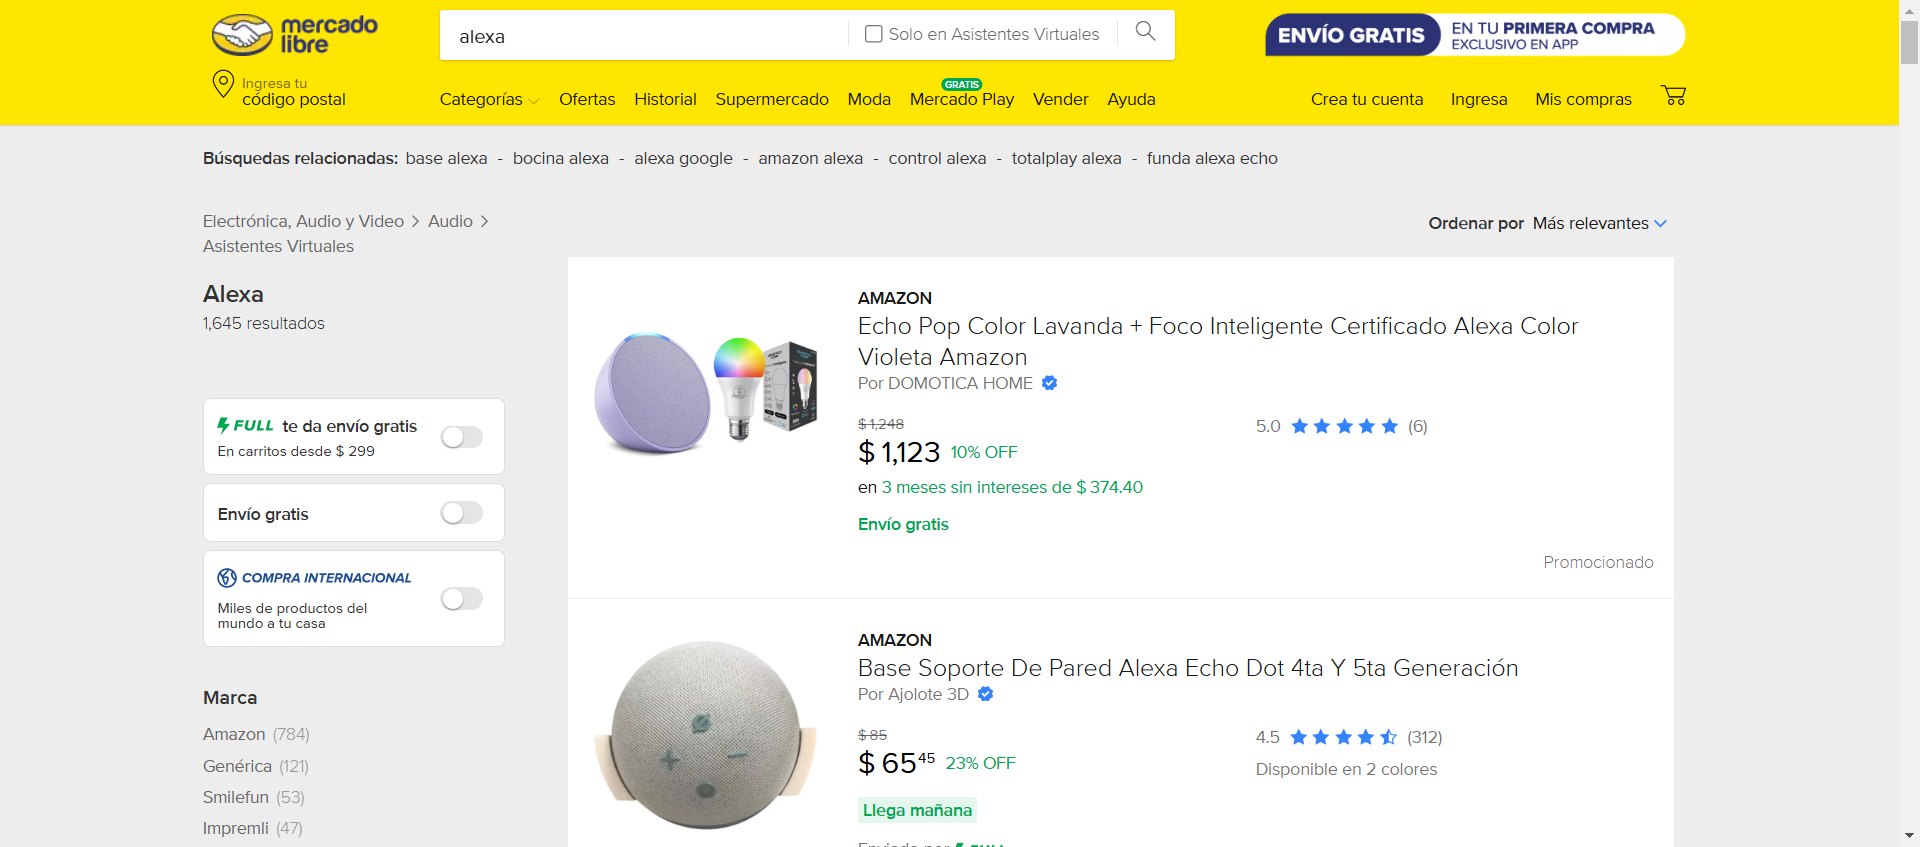 mercado
libre
alexa
Solo en Asistentes Virtuales
ENVÍO GRATIS
EN TU PRIMERA COMPRA
EXCLUSIVO EN APP
Ingresa tu
código postal
Categorías
Ofertas
Historial
Supermercado
Moda
GRATIS
Mercado Play
Vender
Ayuda
Crea tu cuenta
Ingresa
Mis compras
Búsquedas relacionadas: base alexa - bocina alexa - alexa google - amazon alexa - control alexa - totalplay alexa - funda alexa echo
Electrónica, Audio y Video > Audio >
Asistentes Virtuales
Ordenar por Más relevantes
Alexa
1,645 resultados
FULL te da envío gratis
En carritos desde $ 299
Envío gratis
COMPRA INTERNACIONAL
Miles de productos del
mundo a tu casa
Marca
Amazon (784)
Genérica (121)
Smilefun (53)
Impremli (47)
AMAZON
Echo Pop Color Lavanda + Foco Inteligente Certificado Alexa Color
Violeta Amazon
Por DOMOTICA HOME
$ 1,248
$ 1,123 10% OFF
en 3 meses sin intereses de $ 374.40
Envío gratis
5.0 (6)
Promocionado
AMAZON
Base Soporte De Pared Alexa Echo Dot 4ta Y 5ta Generación
Por Ajolote 3D
$ 85
$ 65 45 23% OFF
Llega mañana
4.5 (312)
Disponible en 2 colores